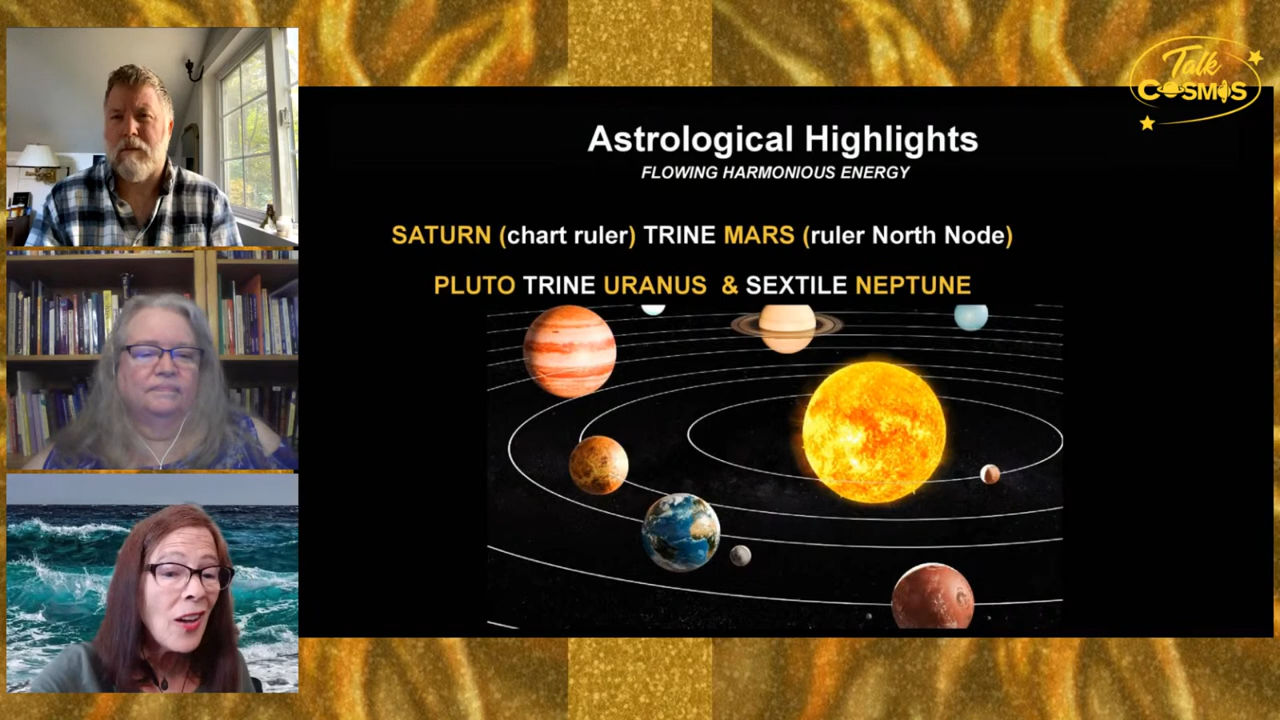 Talk
COSMOS
Astrological Highlights
FLOWING HARMONIOUS ENERGY
SATURN (chart ruler) TRINE MARS (ruler North Node)
PLUTO TRINE URANUS & SEXTILE NEPTUNE